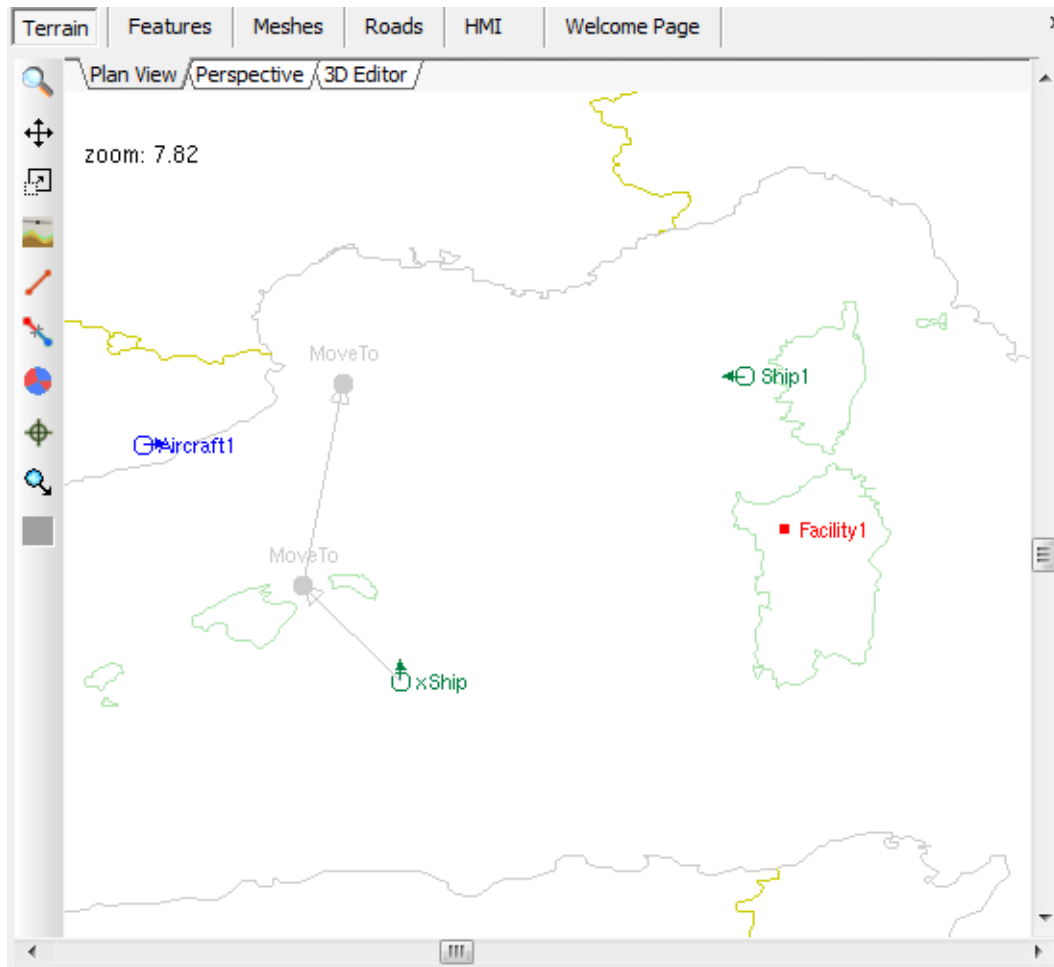 Terrain Features Meshes Roads HMI Welcome Page x
Plan View Perspective 3D Editor
zoom: 7.82
MoveTo
Ship1
Aircraft1
Facility1
MoveTo
xShip